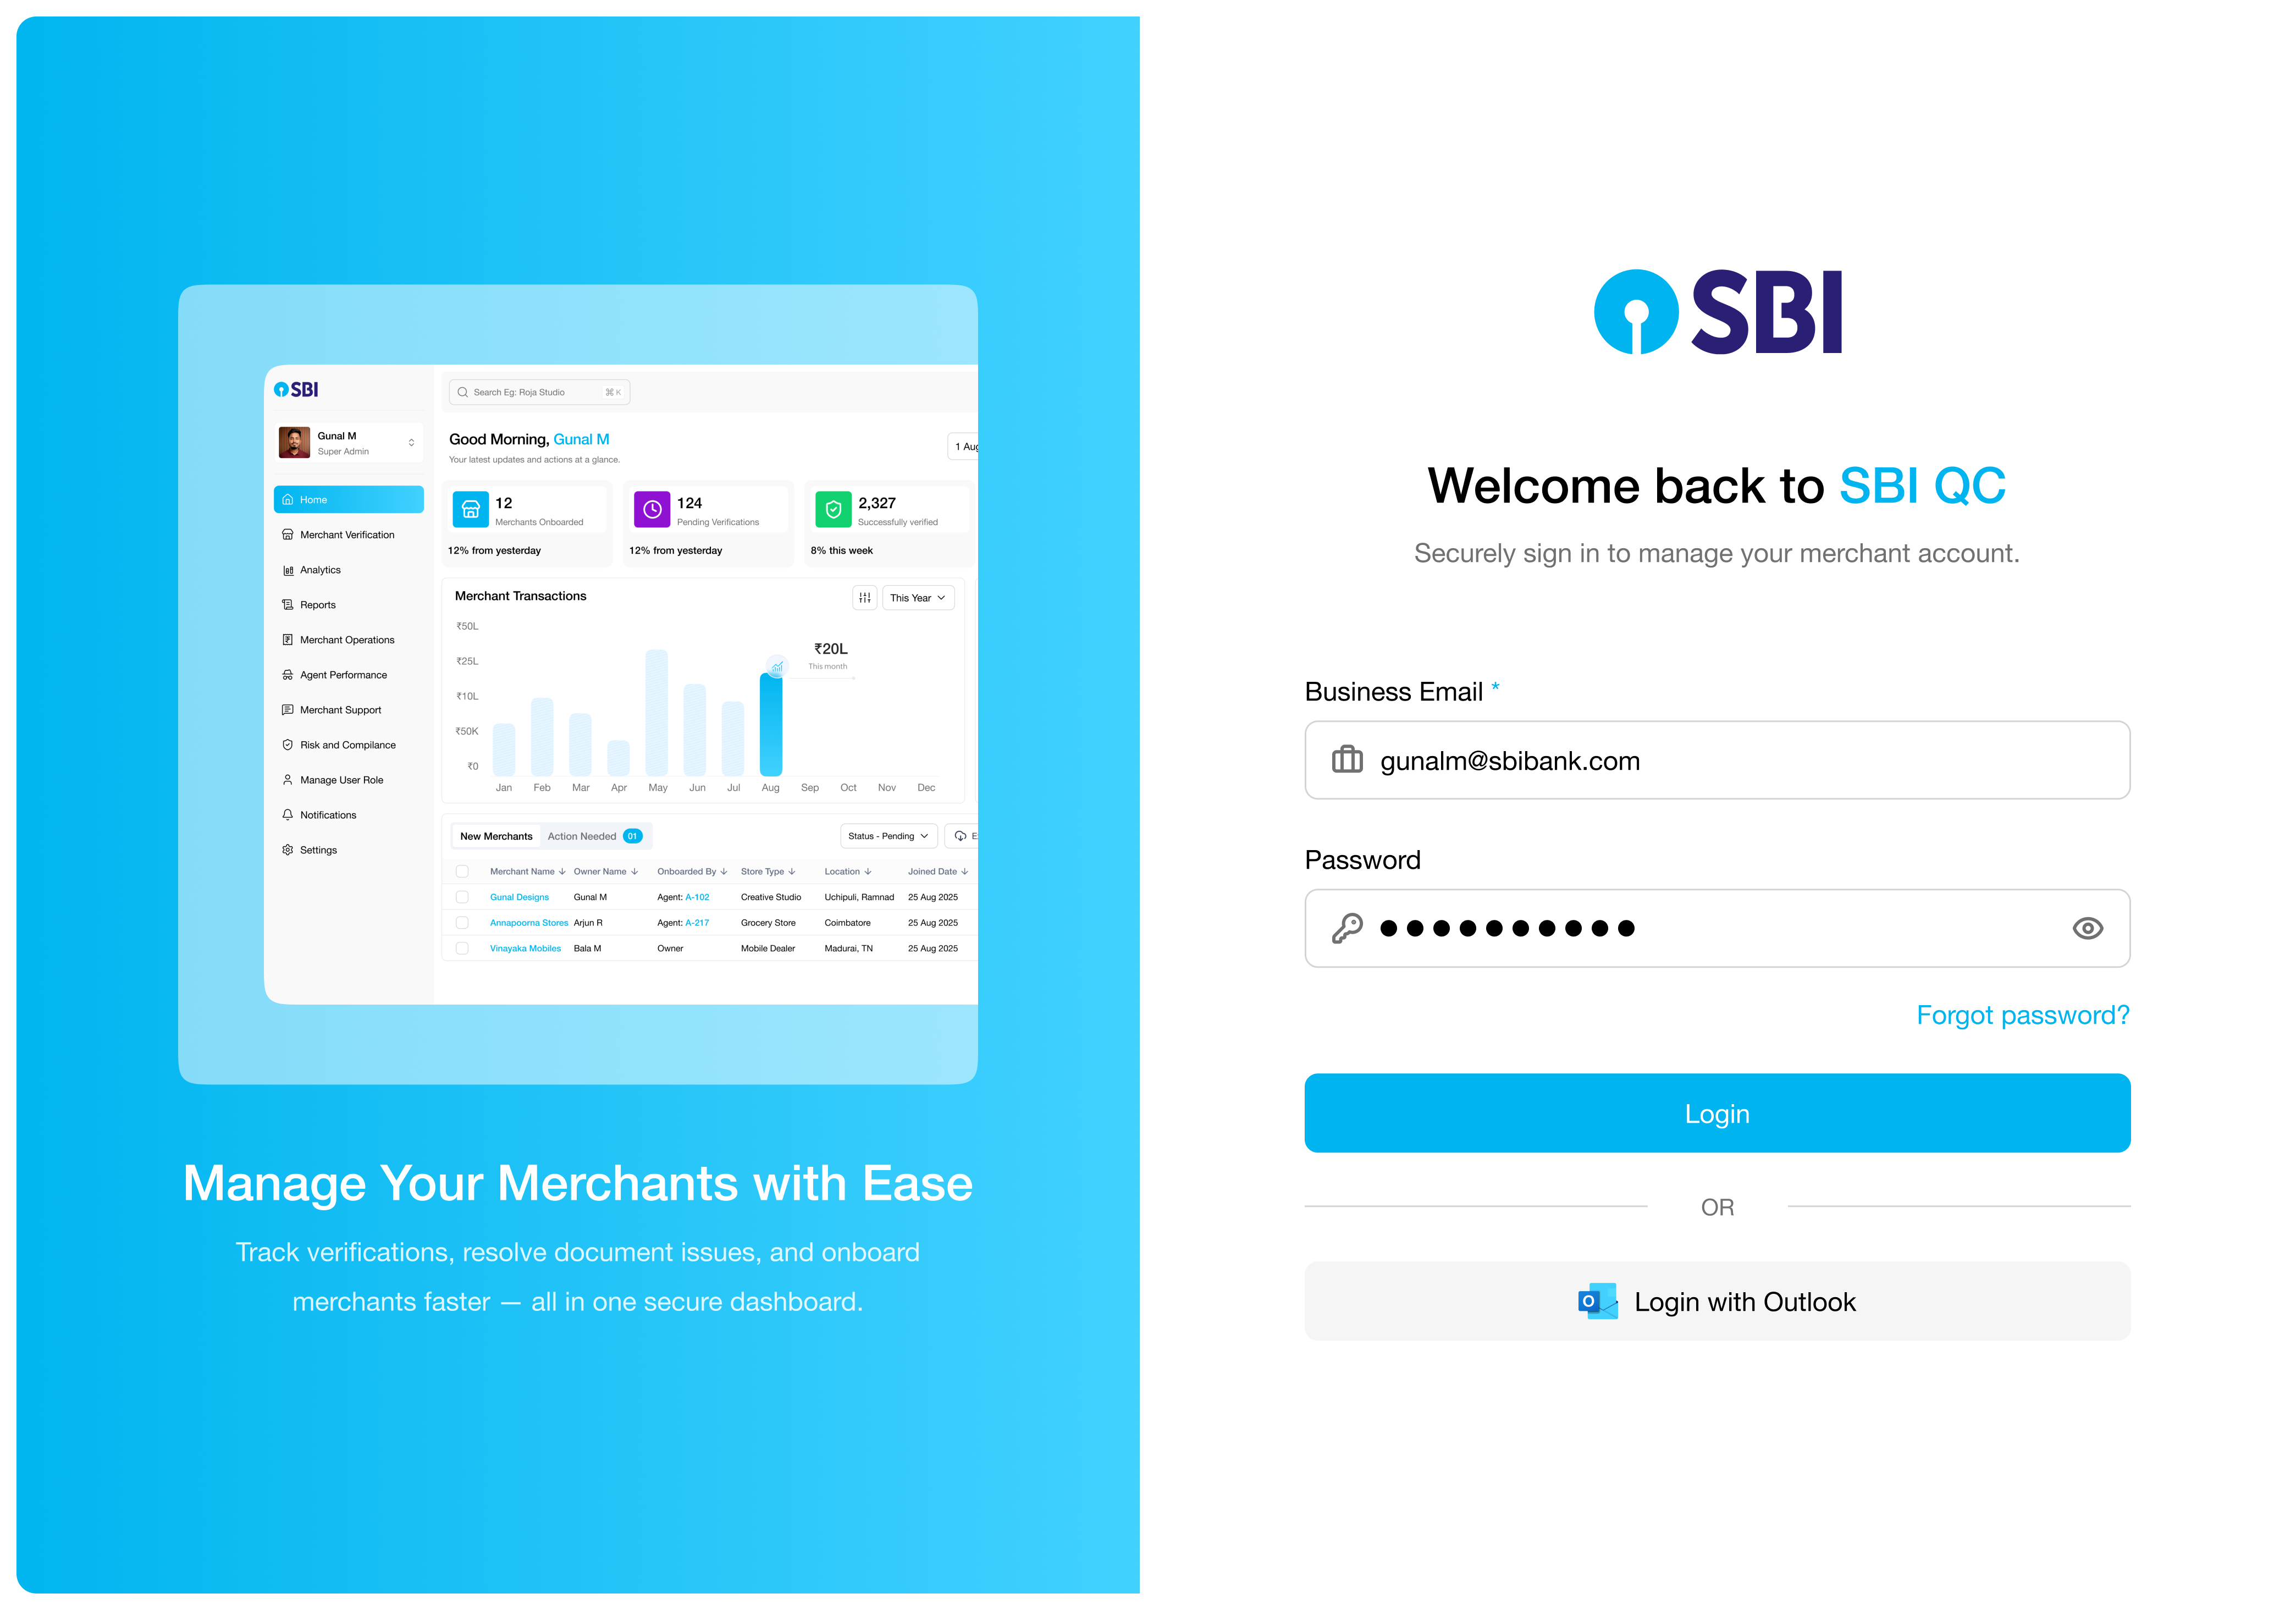 SBI
Gunal M
Super Admin
Home
Merchant Verification
Analytics
Reports
Merchant Operations
Agent Performance
Merchant Support
Risk and Compilance
Manage User Role
Notifications
Settings
Search Eg: Roja Studio ⌘ K
Good Morning, Gunal M
Your latest updates and actions at a glance.
1 Aug
12
Merchants Onboarded
12% from yesterday
124
Pending Verifications
12% from yesterday
2,327
Successfully verified
8% this week
Merchant Transactions
This Year
₹50L
₹25L
₹10L
₹50K
₹0
₹20L
This month
Jan Feb Mar Apr May Jun Jul Aug Sep Oct Nov Dec
New Merchants Action Needed 01 Status - Pending E
Merchant Name Owner Name Onboarded By Store Type Location Joined Date
Gunal Designs Gunal M Agent: A-102 Creative Studio Uchipuli, Ramnad 25 Aug 2025
Annapoorna Stores Arjun R Agent: A-217 Grocery Store Coimbatore 25 Aug 2025
Vinayaka Mobiles Bala M Owner Mobile Dealer Madurai, TN 25 Aug 2025
Manage Your Merchants with Ease
Track verifications, resolve document issues, and onboard
merchants faster — all in one secure dashboard.
SBI
Welcome back to SBI QC
Securely sign in to manage your merchant account.
Business Email *
gunalm@sbibank.com
Password
Forgot password?
Login
OR
O Login with Outlook